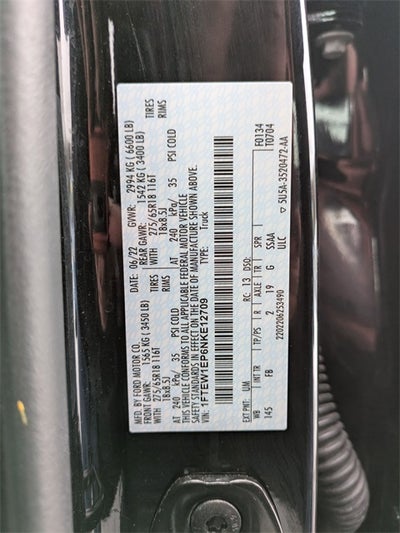 MFD. BY FORD MOTOR CO.
DATE: 06/22 GVWR: 2994 KG ( 6600 LB)
FRONT GAWR: 1565 KG ( 3450 LB) REAR GAWR: 1542 KG ( 3400 LB)
WITH 275/65R18 116T TIRES WITH 275/65R18 116T TIRES
18x8.5J RIMS 18x8.5J RIMS
AT 240 kPa/ 35 PSI COLD AT 240 kPa/ 35 PSI COLD
THIS VEHICLE CONFORMS TO ALL APPLICABLE FEDERAL MOTOR VEHICLE
SAFETY STANDARDS IN EFFECT ON THE DATE OF MANUFACTURE SHOWN ABOVE.
VIN: 1FTEW1EP6NKE12709 TYPE: Truck
F0134
T0704
EXT PNT: UM RC: 13 DSO:
WB TP/PS R AXLE TR SPR
145 FB 2 19 G SSAA
ULC
2202206253490
▽ 5U5A-3520472-AA